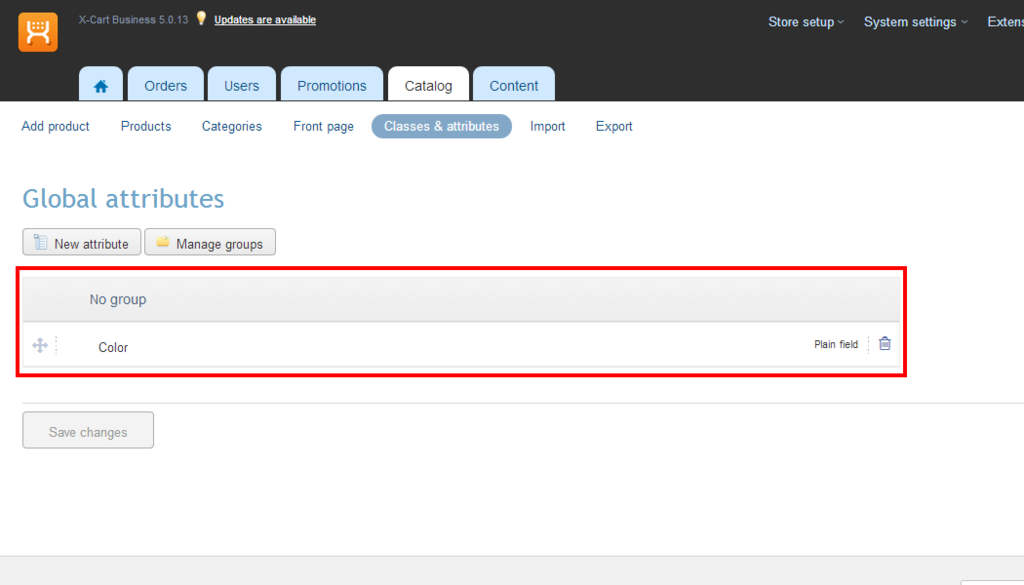 X-Cart Business 5.0.13 Updates are available
Store setup System settings Extens
Orders Users Promotions Catalog Content
Add product Products Categories Front page Classes & attributes Import Export
Global attributes
New attribute Manage groups
No group
Color Plain field
Save changes